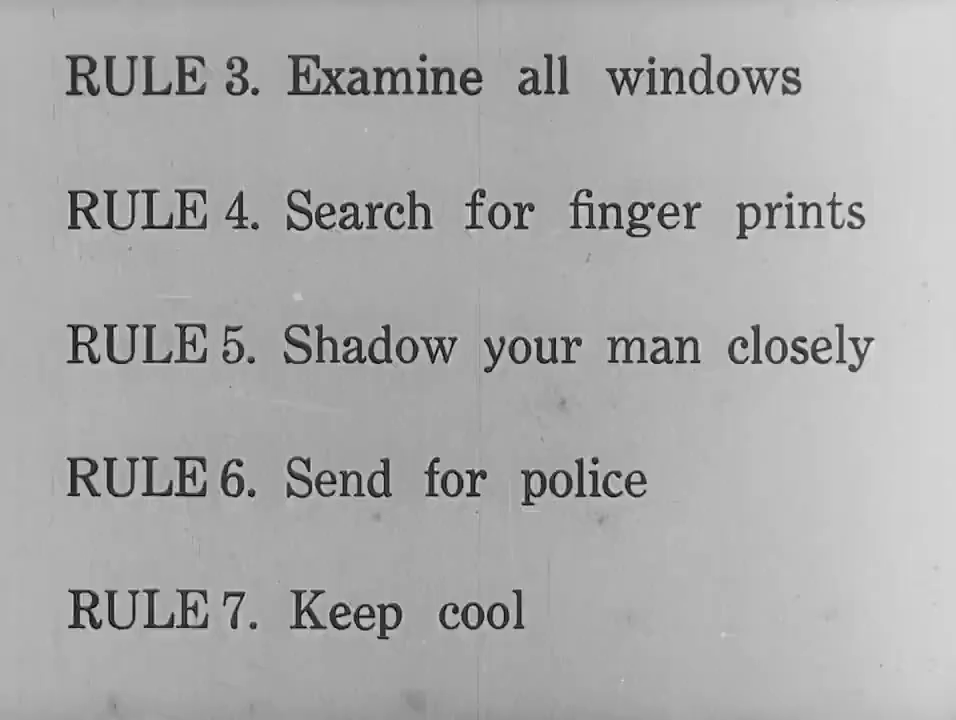 RULE 3. Examine all windows
RULE 4. Search for finger prints
RULE 5. Shadow your man closely
RULE 6. Send for police
RULE 7. Keep cool